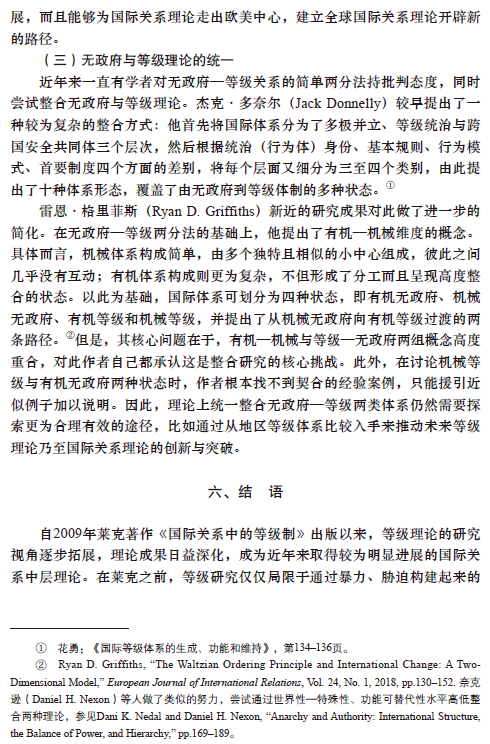 展，而且能够为国际关系理论走出欧美中心，建立全球国际关系理论开辟新
的路径。
（三）无政府与等级理论的统一
近年来一直有学者对无政府—等级关系的简单两分法持批判态度，同时
尝试整合无政府与等级理论。杰克·多奈尔（Jack Donnelly）较早提出了一
种较为复杂的整合方式：他首先将国际体系分为了多极并立、等级统治与跨
国安全共同体三个层次，然后根据统治（行为体）身份、基本规则、行为模
式、首要制度四个方面的差别，将每个层面又细分为三至四个类别，由此提
出了十种体系形态，覆盖了由无政府到等级体制的多种状态。①
雷恩·格里菲斯（Ryan D. Griffiths）新近的研究成果对此做了进一步的
简化。在无政府—等级两分法的基础上，他提出了有机—机械维度的概念。
具体而言，机械体系构成简单，由多个独特且相似的小中心组成，彼此之间
几乎没有互动；有机体系构成则更为复杂，不但形成了分工而且呈现高度整
合的状态。以此为基础，国际体系可划分为四种状态，即有机无政府、机械
无政府、有机等级和机械等级，并提出了从机械无政府向有机等级过渡的两
条路径。②但是，其核心问题在于，有机—机械与等级—无政府两组概念高度
重合，对此作者自己都承认这是整合研究的核心挑战。此外，在讨论机械等
级与有机无政府两种状态时，作者根本找不到契合的经验案例，只能援引近
似例子加以说明。因此，理论上统一整合无政府—等级两类体系仍然需要探
索更为合理有效的途径，比如通过从地区等级体系比较入手来推动未来等级
理论乃至国际关系理论的创新与突破。
六、结 语
自2009年莱克著作《国际关系中的等级制》出版以来，等级理论的研究
视角逐步拓展，理论成果日益深化，成为近年来取得较为明显进展的国际关
系中层理论。在莱克之前，等级研究仅仅局限于通过暴力、胁迫构建起来的
① 花勇：《国际等级体系的生成、功能和维持》，第134–136页。
② Ryan D. Griffiths, “The Waltzian Ordering Principle and International Change: A Two-
Dimensional Model,” European Journal of International Relations, Vol. 24, No. 1, 2018, pp.130–152. 奈克
逊（Daniel H. Nexon）等人做了类似的努力，尝试通过世界性—特殊性、功能可替代性水平高低整
合两种理论，参见Dani K. Nedal and Daniel H. Nexon, “Anarchy and Authority: International Structure,
the Balance of Power, and Hierarchy,” pp.169–189。